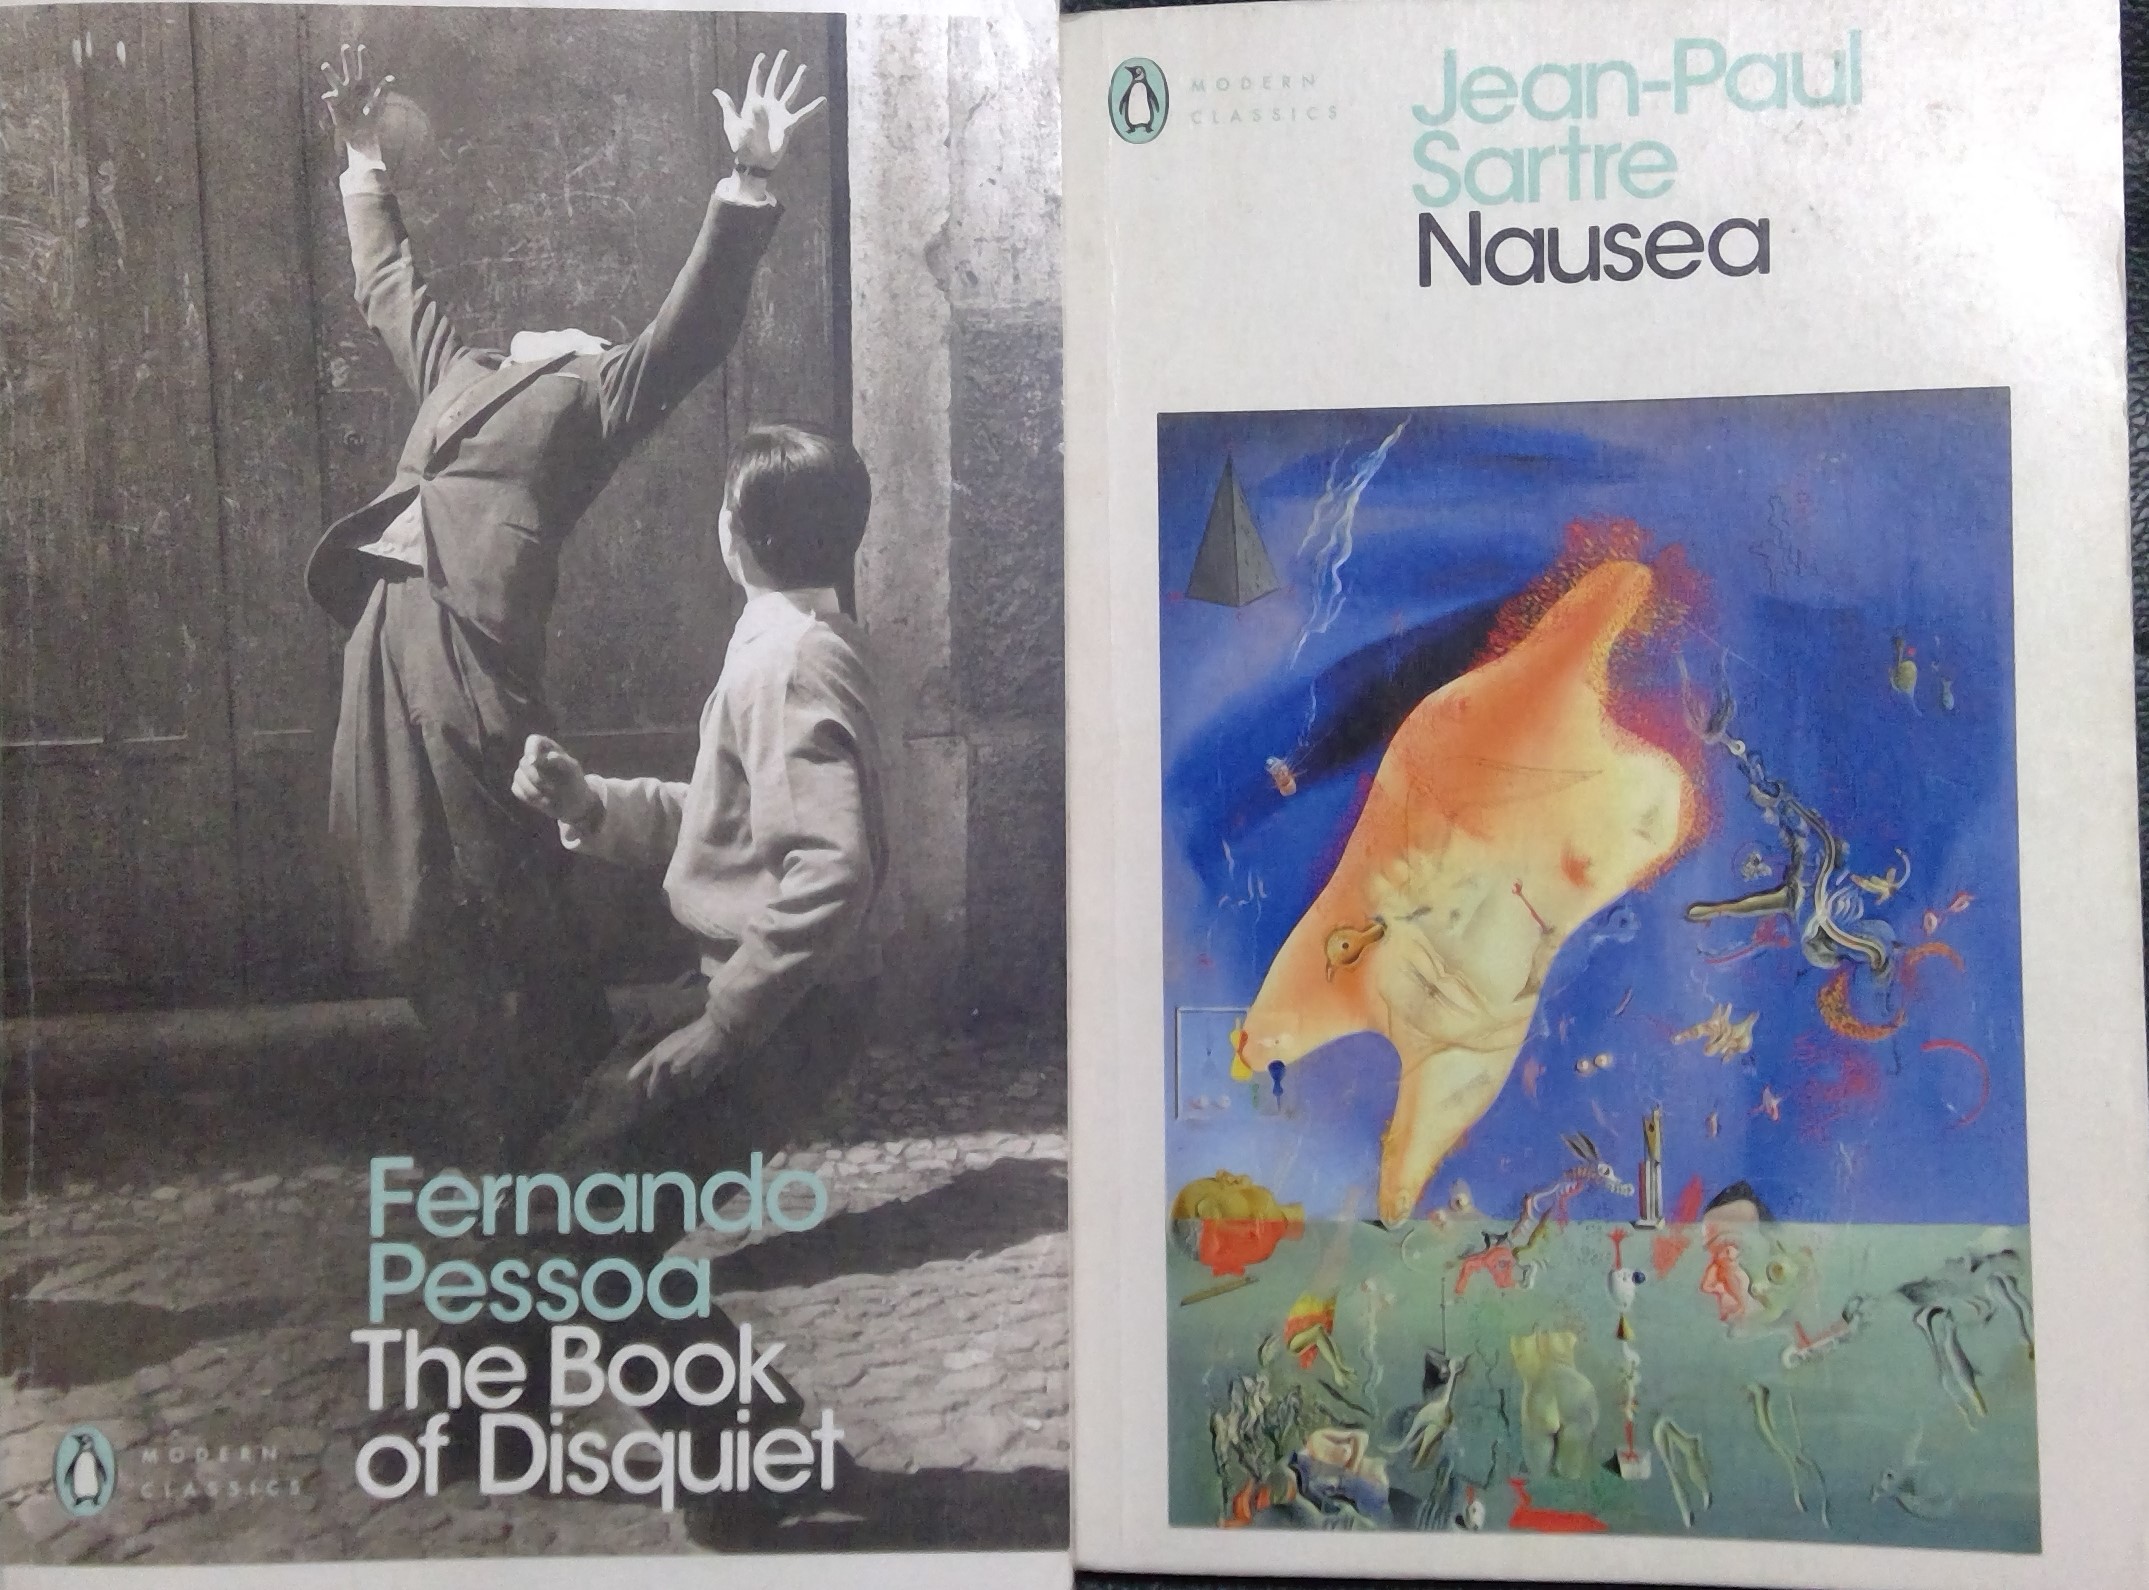 Fernando
Pessoa
The Book
of Disquiet
MODERN
CLASSICS
MODERN
CLASSICS
Jean-Paul
Sartre
Nausea